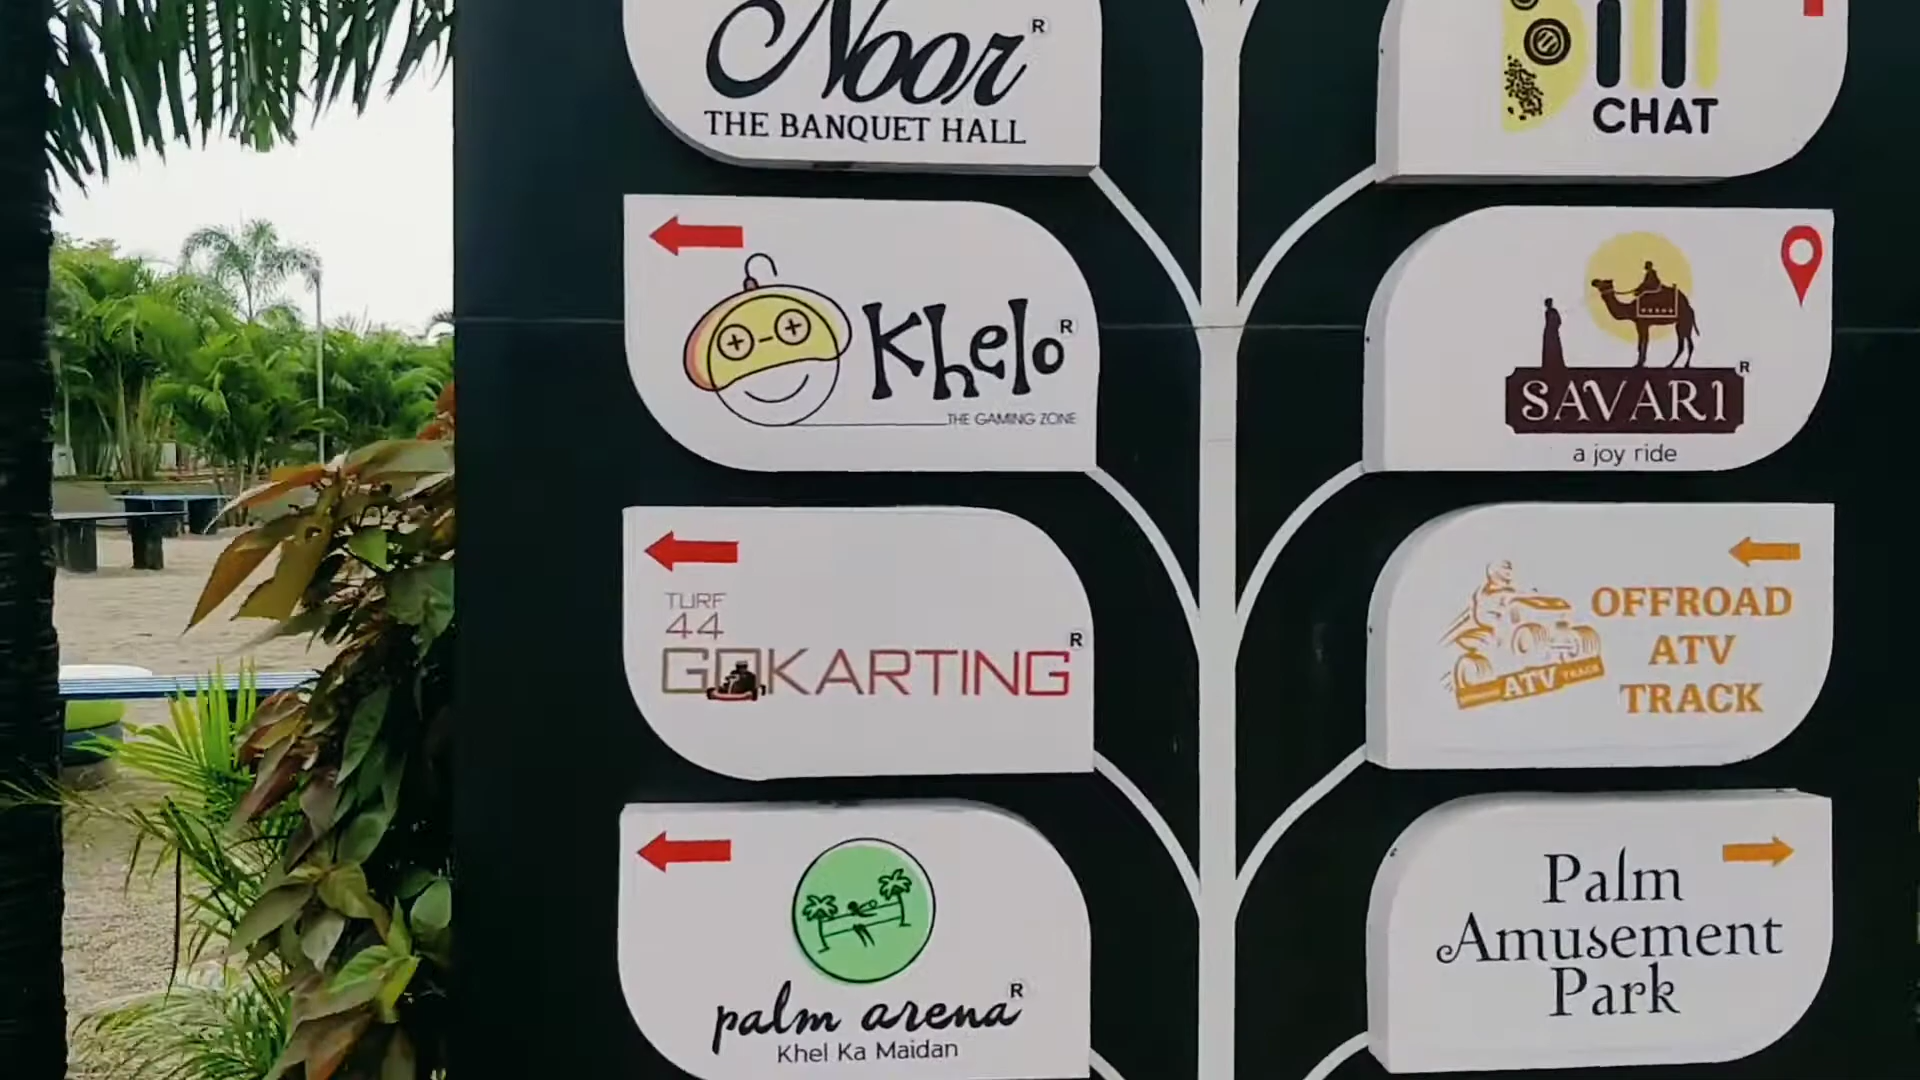 Noor R
THE BANQUET HALL
CHAT
Khelo R
THE GAMING ZONE
SAVARI R
a joy ride
TURF
44
GOKARTING R
OFFROAD
ATV
TRACK
ATV TRACK
palm arena R
Khel Ka Maidan
Palm
Amusement
Park